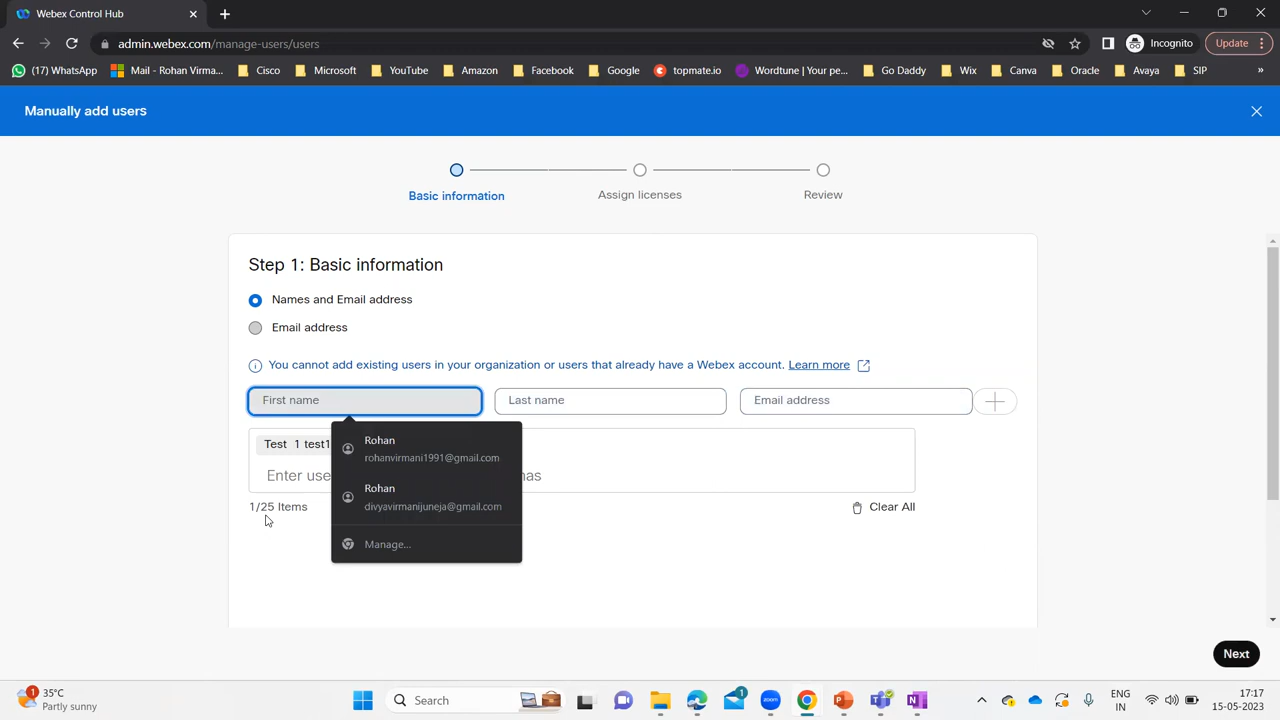 Webex Control Hub
admin.webex.com/manage-users/users
Incognito
Update
(17) WhatsApp
Mail - Rohan Virma...
Cisco
Microsoft
YouTube
Amazon
Facebook
Google
topmate.io
Wordtune | Your pe...
Go Daddy
Wix
Canva
Oracle
Avaya
SIP
»
Manually add users
Basic information
Assign licenses
Review
Step 1: Basic information
Names and Email address
Email address
You cannot add existing users in your organization or users that already have a Webex account. Learn more
First name
Last name
Email address
Test 1 test1
Rohan
rohanvirmani1991@gmail.com
Enter use
Rohan
divyavirmanijuneja@gmail.com
1/25 Items
Clear All
Manage...
Next
1
35°C
Partly sunny
Search
1
zoom
ENG
IN
17:17
15-05-2023